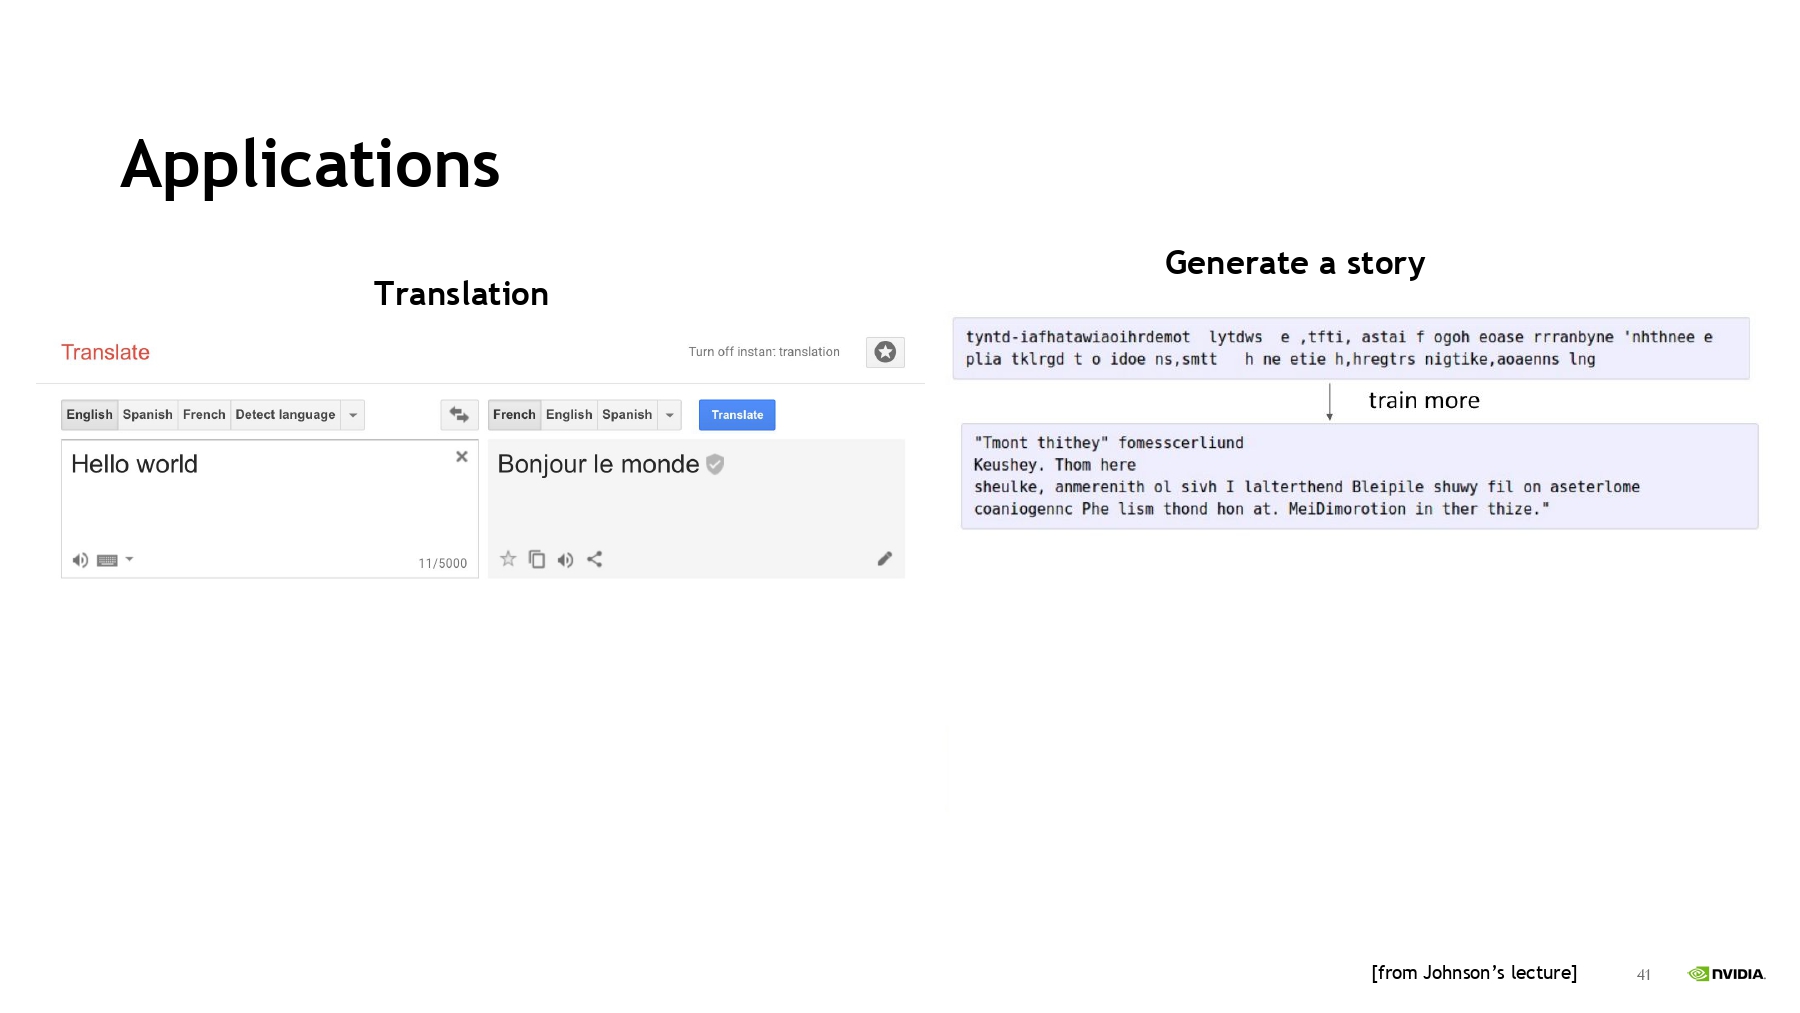 Applications
Translation
Translate
Turn off instan: translation
English Spanish French Detect language
French English Spanish
Translate
Hello world
11/5000
Bonjour le monde
Generate a story
tyntd-iafhatawiaoihrdemot lytdws e ,tfti, astai f ogoh eoase rrranbyne 'nhthnee e
plia tklrgd t o idoe ns,smtt h ne etie h,hregtrs nigtike,aoaenns lng
train more
"Tmont thithey" fomesscerliund
Keushey. Thom here
sheulke, anmerenith ol sivh I lalterthend Bleipile shuwy fil on aseterlome
coaniogennc Phe lism thond hon at. MeiDimorotion in ther thize."
[from Johnson’s lecture]
41
NVIDIA.